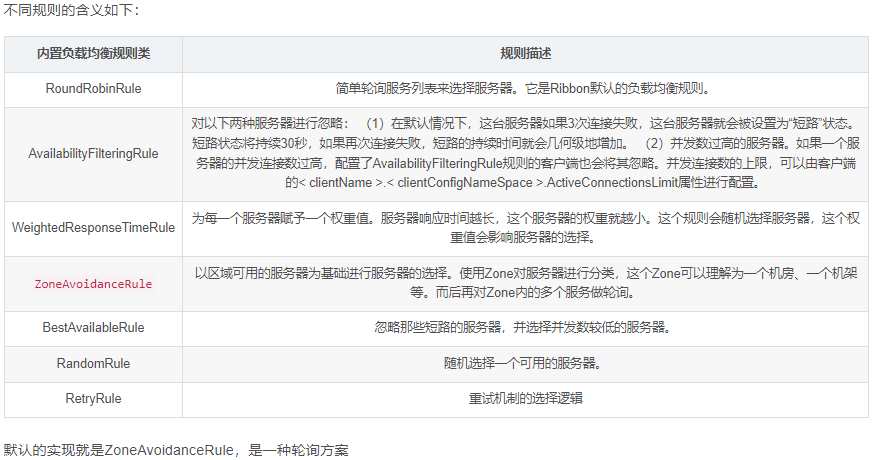 不同规则的含义如下：
内置负载均衡规则类 规则描述
RoundRobinRule 简单轮询服务列表来选择服务器。它是Ribbon默认的负载均衡规则。
对以下两种服务器进行忽略： （1）在默认情况下，这台服务器如果3次连接失败，这台服务器就会被设置为“短路”状态。
短路状态将持续30秒，如果再次连接失败，短路的持续时间就会几何级地增加。 （2）并发数过高的服务器。如果一个服
AvailabilityFilteringRule
务器的并发连接数过高，配置了AvailabilityFilteringRule规则的客户端也会将其忽略。并发连接数的上限，可以由客户端
的< clientName >.< clientConfigNameSpace >.ActiveConnectionsLimit属性进行配置。
为每一个服务器赋予一个权重值。服务器响应时间越长，这个服务器的权重就越小。这个规则会随机选择服务器，这个权
WeightedResponseTimeRule
重值会影响服务器的选择。
以区域可用的服务器为基础进行服务器的选择。使用Zone对服务器进行分类，这个Zone可以理解为一个机房、一个机架
ZoneAvoidanceRule
等。而后再对Zone内的多个服务做轮询。
BestAvailableRule 忽略那些短路的服务器，并选择并发数较低的服务器。
RandomRule 随机选择一个可用的服务器。
RetryRule 重试机制的选择逻辑
默认的实现就是ZoneAvoidanceRule，是一种轮询方案